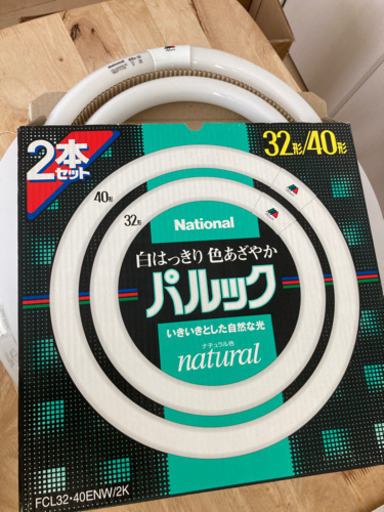 2本
セット
32形/40形
40形
32形
National
白はっきり 色あざやか
パルック
いきいきとした自然な光
ナチュラル色
natural
FCL32・40ENW/2K